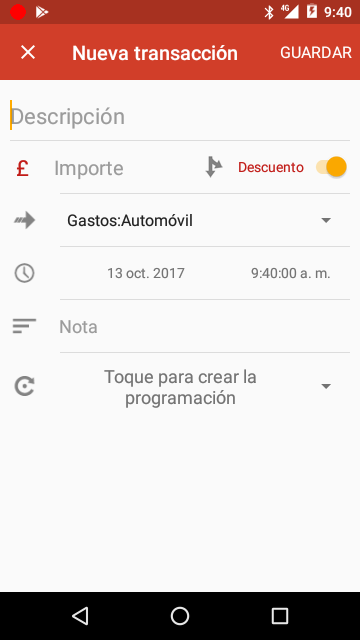 4G 9:40
Nueva transacción GUARDAR
Descripción
£ Importe Descuento
Gastos:Automóvil
13 oct. 2017 9:40:00 a. m.
Nota
Toque para crear la
programación